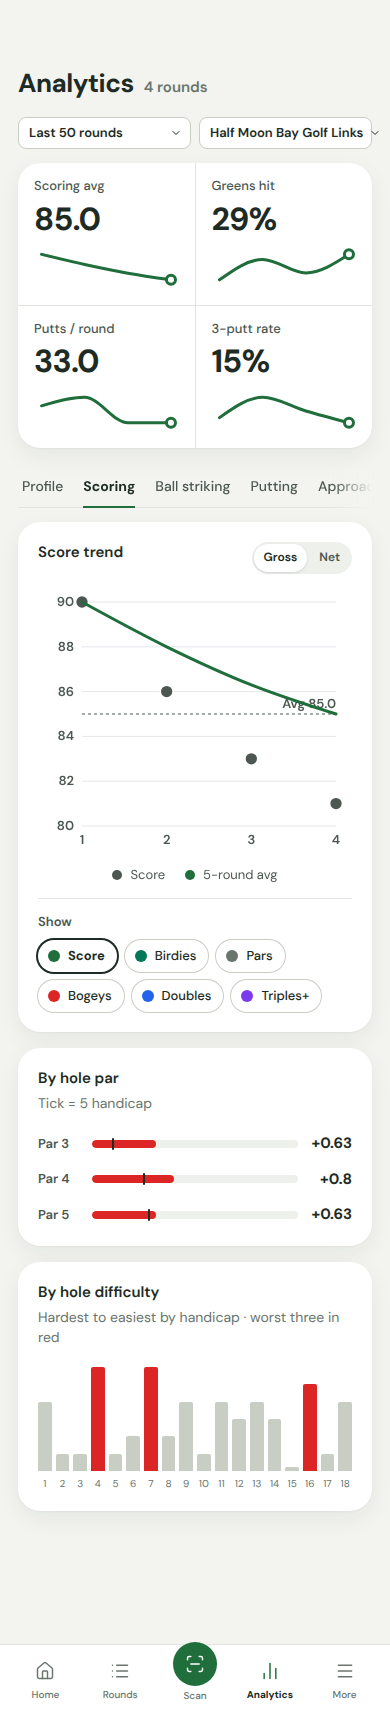 Analytics 4 rounds
Last 50 rounds Half Moon Bay Golf Links
Scoring avg Greens hit
85.0 29%
Putts / round 3-putt rate
33.0 15%
Profile Scoring Ball striking Putting Approa
Score trend Gross Net
90
88
86
Avg 85.0
84
82
80
1 2 3 4
Score 5-round avg
Show
Score Birdies Pars
Bogeys Doubles Triples+
By hole par
Tick = 5 handicap
Par 3 +0.63
Par 4 +0.8
Par 5 +0.63
By hole difficulty
Hardest to easiest by handicap · worst three in
red
1 2 3 4 5 6 7 8 9 10 11 12 13 14 15 16 17 18
Home Rounds Scan Analytics More